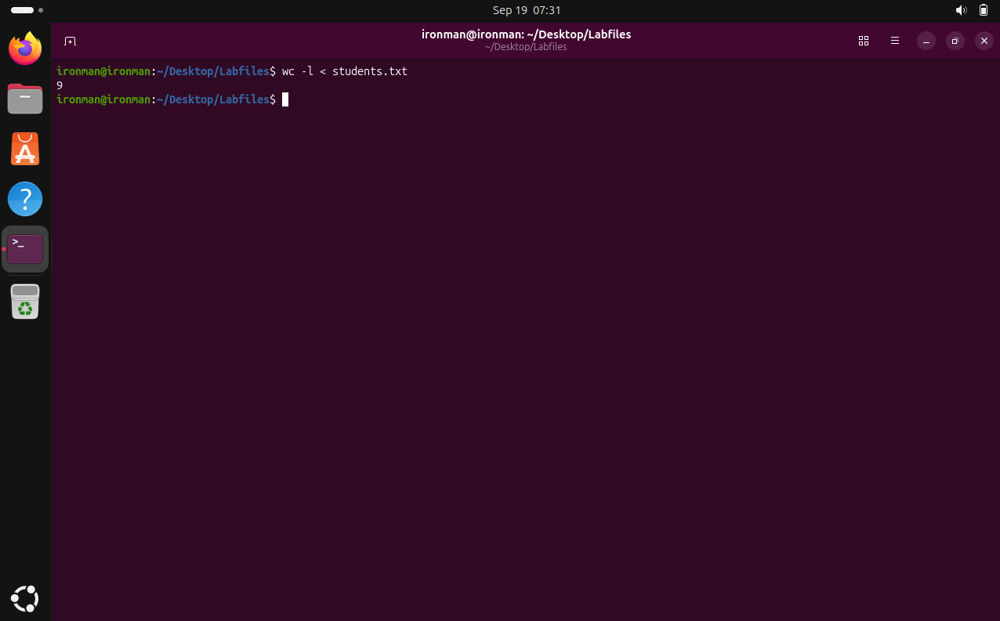 Sep 19 07:31
ironman@ironman: ~/Desktop/Labfiles
~/Desktop/Labfiles
ironman@ironman:~/Desktop/Labfiles$ wc -l < students.txt
9
ironman@ironman:~/Desktop/Labfiles$